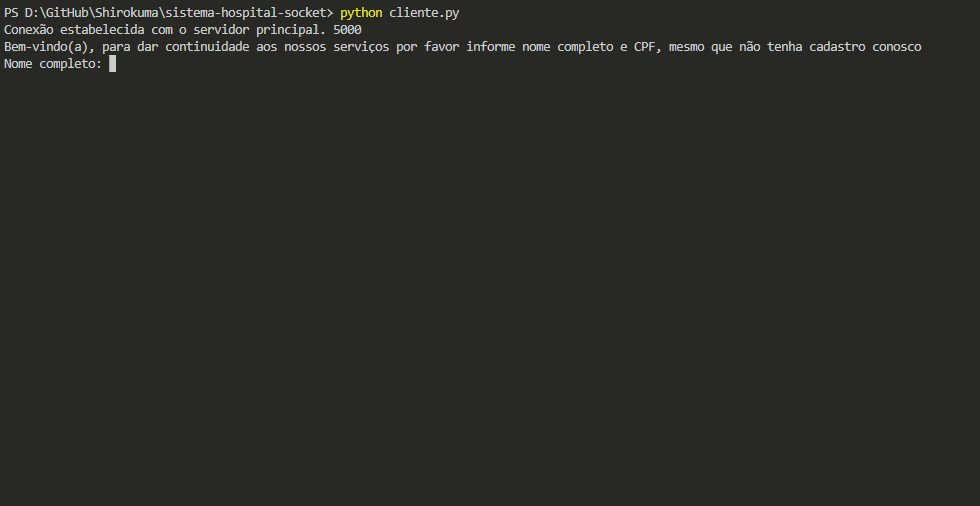 PS D:\GitHub\Shirokuma\sistema-hospital-socket> python cliente.py
Conexão estabelecida com o servidor principal. 5000
Bem-vindo(a), para dar continuidade aos nossos serviços por favor informe nome completo e CPF, mesmo que não tenha cadastro conosco
Nome completo: